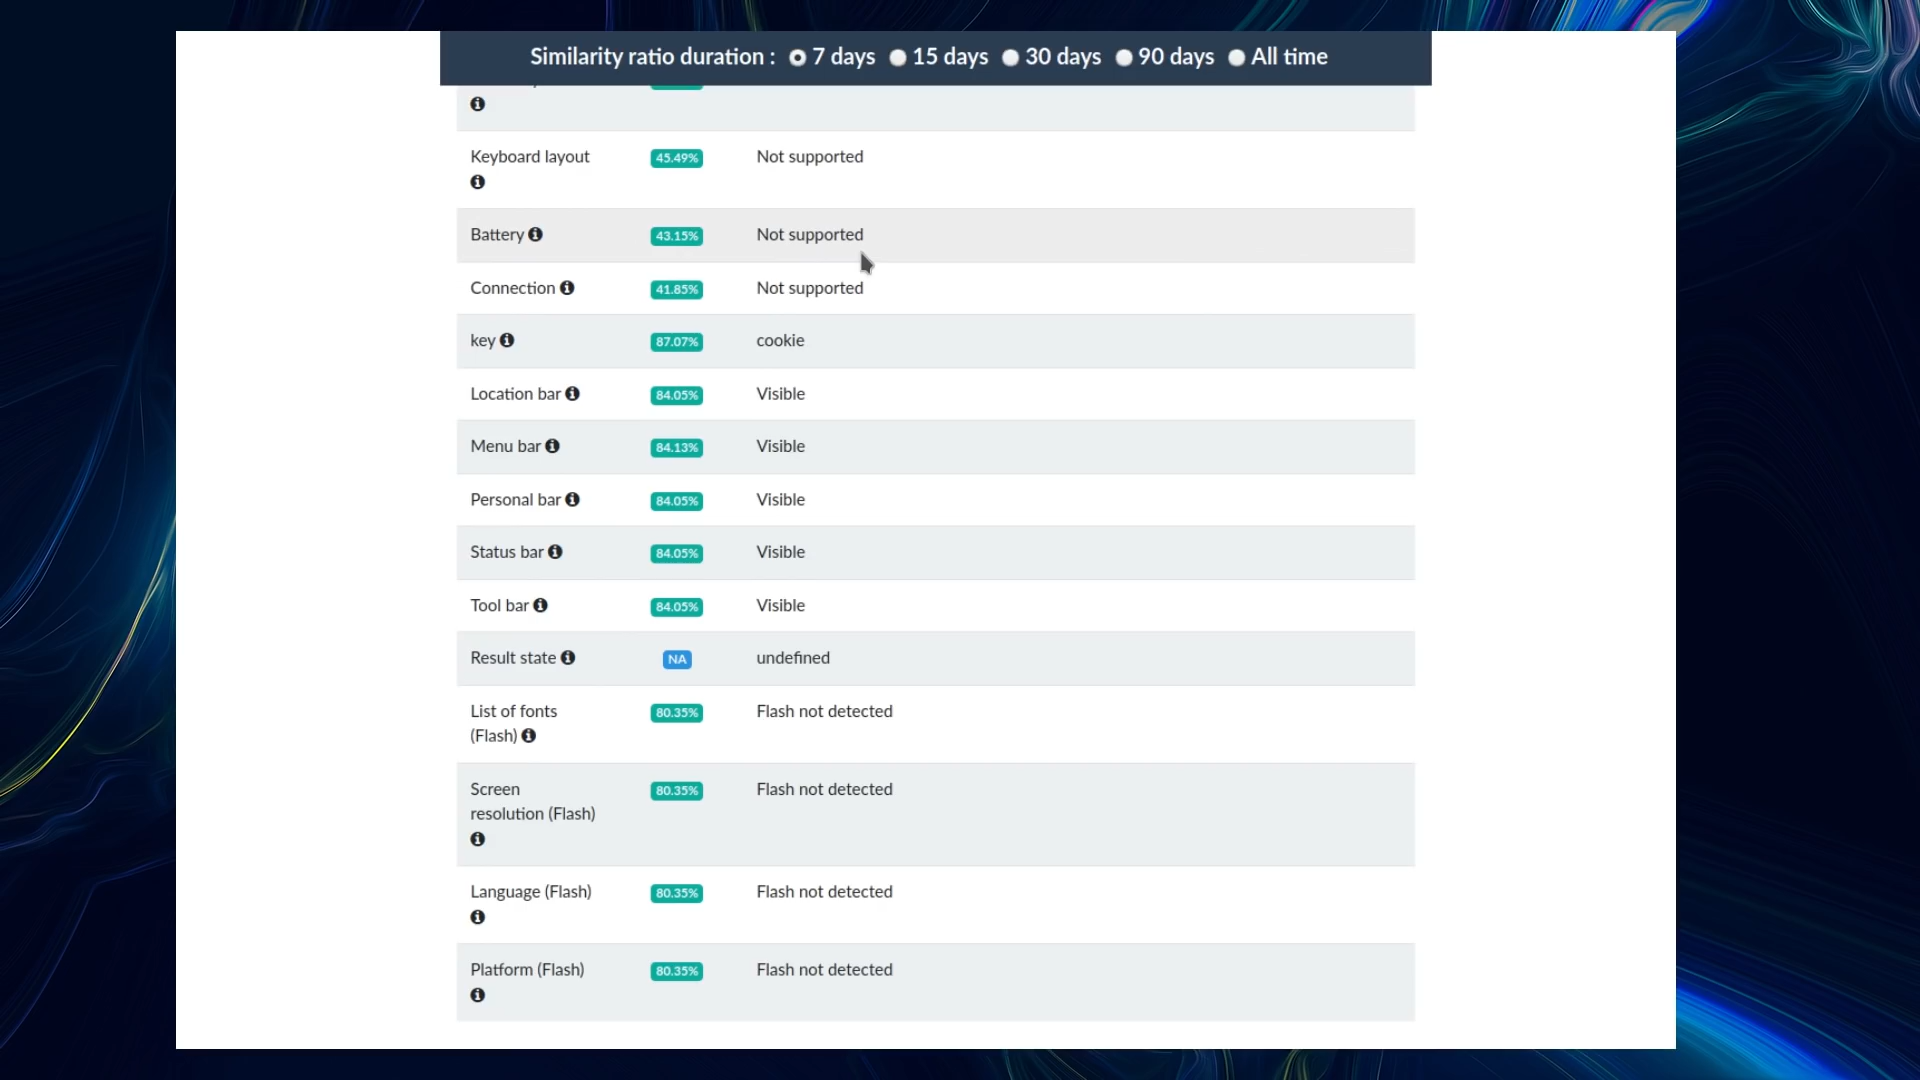 Similarity ratio duration : 7 days 15 days 30 days 90 days All time
Keyboard layout 45.49% Not supported
Battery 43.15% Not supported
Connection 41.85% Not supported
key 87.07% cookie
Location bar 84.05% Visible
Menu bar 84.13% Visible
Personal bar 84.05% Visible
Status bar 84.05% Visible
Tool bar 84.05% Visible
Result state NA undefined
List of fonts 80.35% Flash not detected
(Flash)
Screen 80.35% Flash not detected
resolution (Flash)
Language (Flash) 80.35% Flash not detected
Platform (Flash) 80.35% Flash not detected